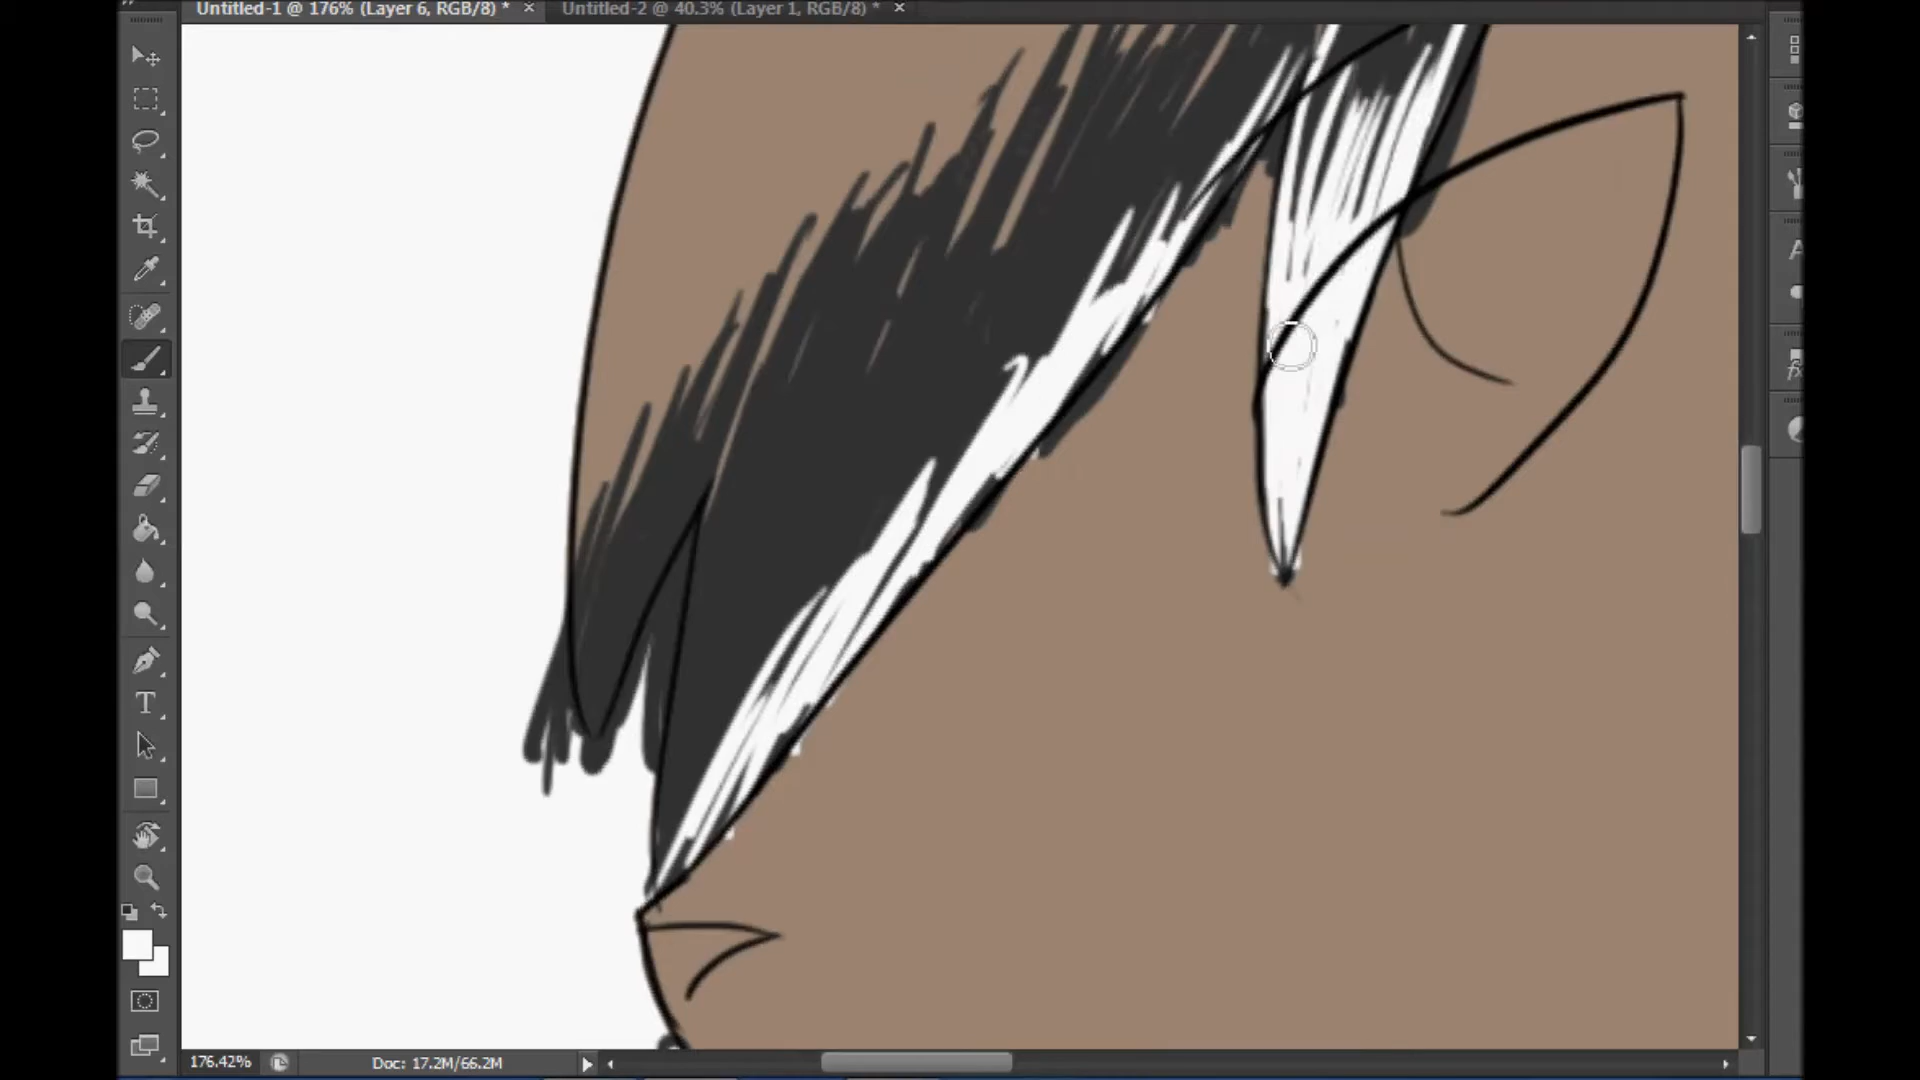 Untitled-1 @ 176% (Layer 6, RGB/8) *
Untitled-2 @ 40.3% (Layer 1, RGB/8) *
T
A
fx
176.42%
Doc: 17.2M/66.2M